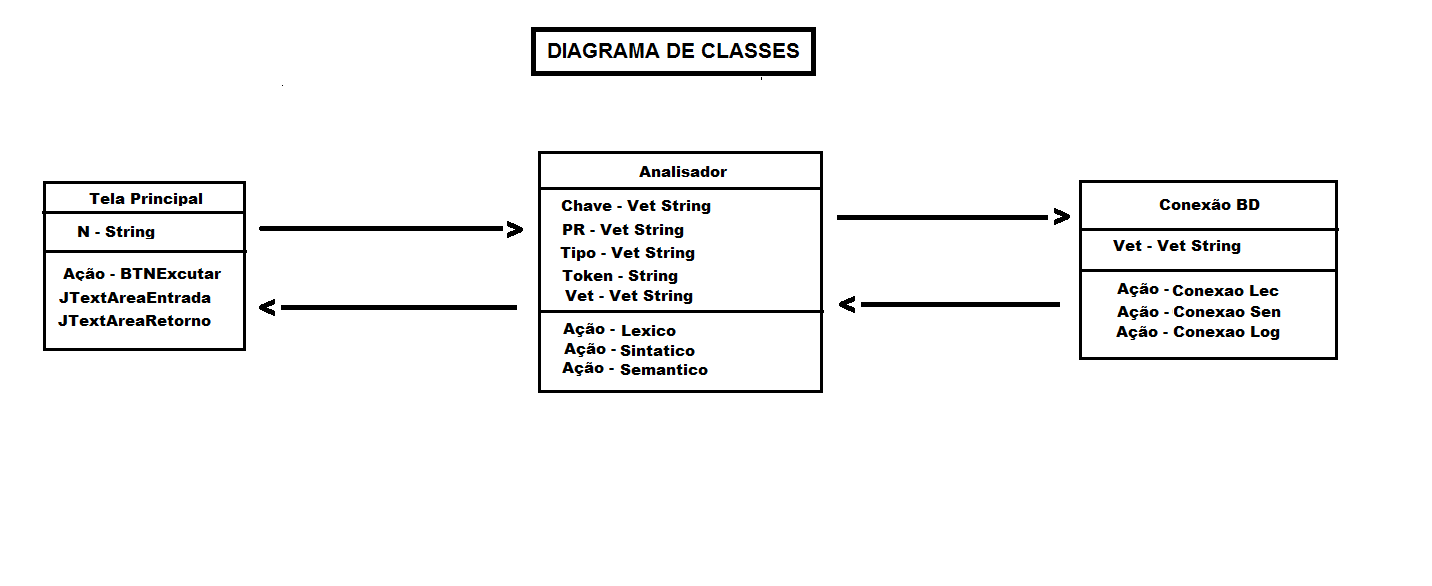 DIAGRAMA DE CLASSES
Tela Principal
N - String
Ação - BTNExcutar
JTextAreaEntrada
JTextAreaRetorno
Analisador
Chave - Vet String
PR - Vet String
Tipo - Vet String
Token - String
Vet - Vet String
Ação - Lexico
Ação - Sintatico
Ação - Semantico
Conexão BD
Vet - Vet String
Ação - Conexao Lec
Ação - Conexao Sen
Ação - Conexao Log